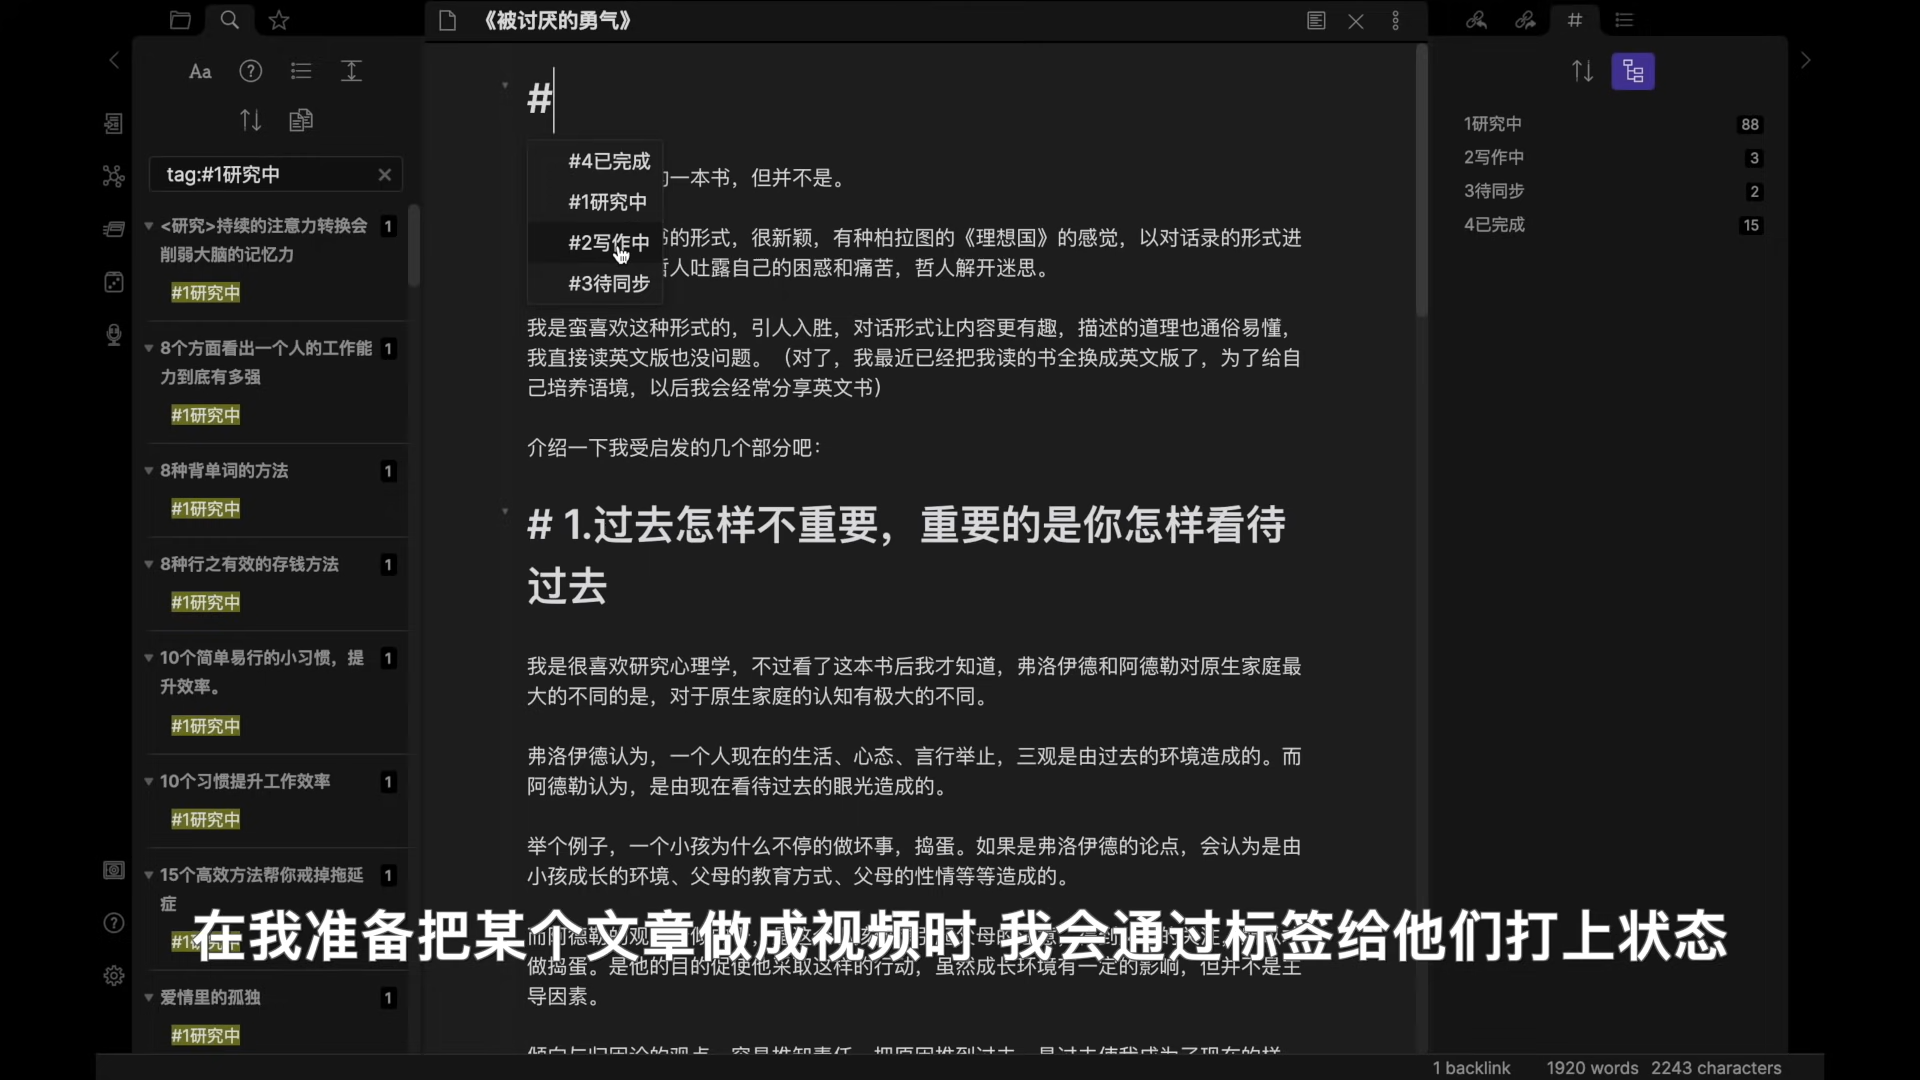 《被讨厌的勇气》
Aa
tag:#1研究中
<研究>持续的注意力转换会
削弱大脑的记忆力
1
#1研究中
8个方面看出一个人的工作能
力到底有多强
1
#1研究中
8种背单词的方法
1
#1研究中
8种行之有效的存钱方法
1
#1研究中
10个简单易行的小习惯，提
升效率。
1
#1研究中
10个习惯提升工作效率
1
#1研究中
15个高效方法帮你戒掉拖延
症
1
爱情里的孤独
1
#1研究中
#
#4已完成
#1研究中
#2写作中
#3待同步
一本书，但并不是。
的形式，很新颖，有种柏拉图的《理想国》的感觉，以对话录的形式进
人吐露自己的困惑和痛苦，哲人解开迷思。
我是蛮喜欢这种形式的，引人入胜，对话形式让内容更有趣，描述的道理也通俗易懂，
我直接读英文版也没问题。（对了，我最近已经把我读的书全换成英文版了，为了给自
己培养语境，以后我会经常分享英文书）
介绍一下我受启发的几个部分吧：
# 1.过去怎样不重要，重要的是你怎样看待
过去
我是很喜欢研究心理学，不过看了这本书后我才知道，弗洛伊德和阿德勒对原生家庭最
大的不同的是，对于原生家庭的认知有极大的不同。
弗洛伊德认为，一个人现在的生活、心态、言行举止，三观是由过去的环境造成的。而
阿德勒认为，是由现在看待过去的眼光造成的。
举个例子，一个小孩为什么不停的做坏事，捣蛋。如果是弗洛伊德的论点，会认为是由
小孩成长的环境、父母的教育方式、父母的性情等等造成的。
做捣蛋。是他的目的促使他采取这样的行动，虽然成长环境有一定的影响，但并不是主
导因素。
在我准备把某个文章做成视频时 我会通过标签给他们打上状态
1研究中
88
2写作中
3
3待同步
2
4已完成
15
1 backlink
1920 words
2243 characters